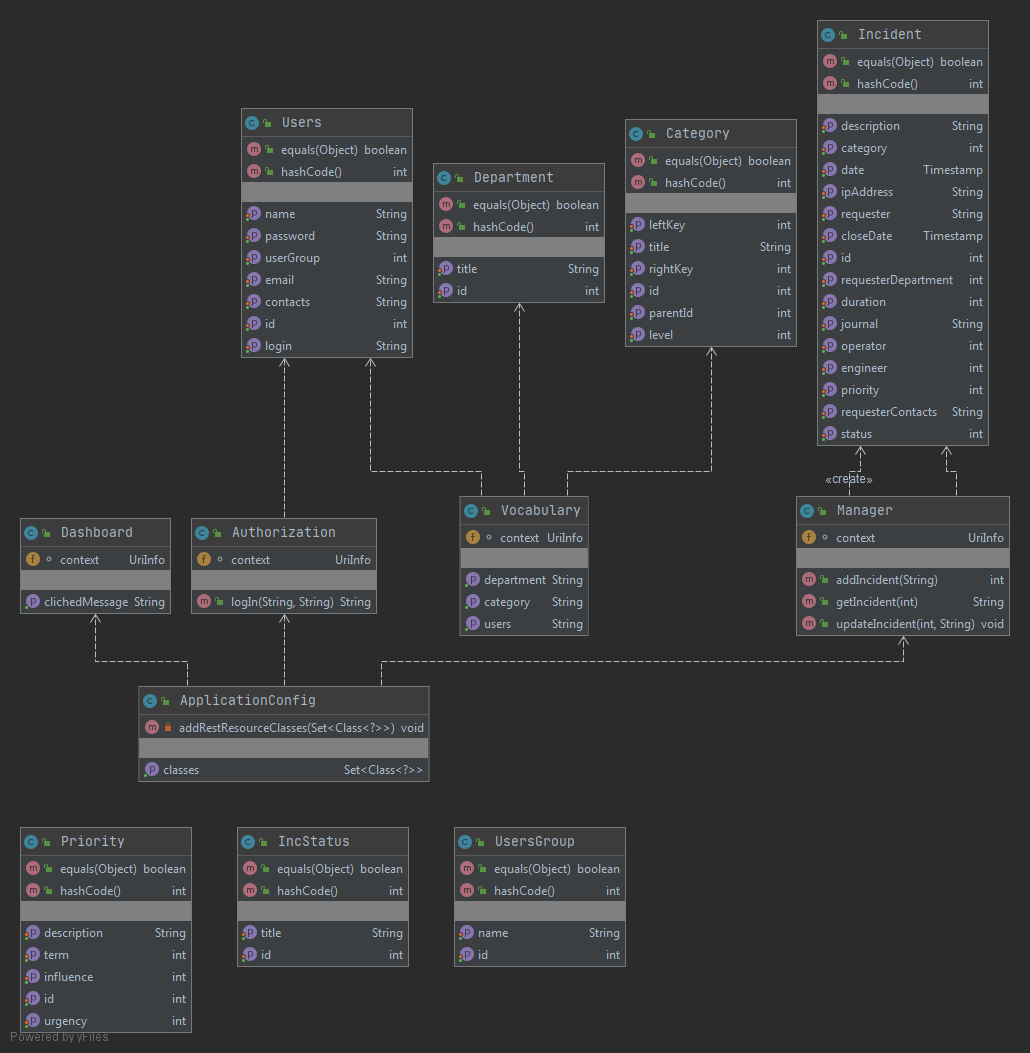 Incident
equals(Object) boolean
hashCode() int
description String
category int
date Timestamp
ipAddress String
requester String
closeDate Timestamp
id int
requesterDepartment int
duration int
journal String
operator int
engineer int
priority int
requesterContacts String
status int
Users
equals(Object) boolean
hashCode() int
name String
password String
userGroup int
email String
contacts String
id int
login String
Department
equals(Object) boolean
hashCode() int
title String
id int
Category
equals(Object) boolean
hashCode() int
leftKey int
title String
rightKey int
id int
parentId int
level int
«create»
Dashboard
context UriInfo
clichedMessage String
Authorization
context UriInfo
logIn(String, String) String
Vocabulary
context UriInfo
department String
category String
users String
Manager
context UriInfo
addIncident(String) int
getIncident(int) String
updateIncident(int, String) void
ApplicationConfig
addRestResourceClasses(Set<Class<?>>) void
classes Set<Class<?>>
Priority
equals(Object) boolean
hashCode() int
description String
term int
influence int
id int
urgency int
IncStatus
equals(Object) boolean
hashCode() int
title String
id int
UsersGroup
equals(Object) boolean
hashCode() int
name String
id int
Powered by yFiles